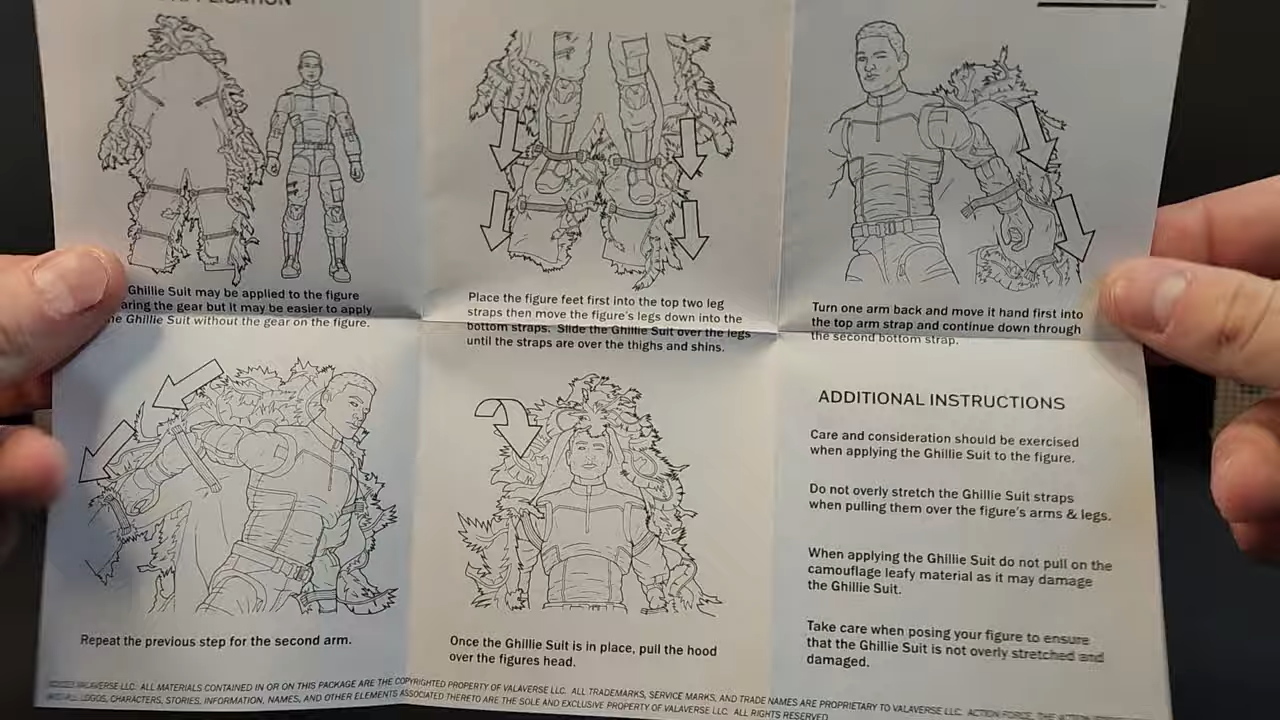 Ghillie Suit may be applied to the figure
aring the gear but it may be easier to apply
he Ghillie Suit without the gear on the figure.
Place the figure feet first into the top two leg
straps then move the figure's legs down into the
bottom straps. Slide the Ghillie Suit over the legs
until the straps are over the thighs and shins.
Turn one arm back and move it hand first into
the top arm strap and continue down through
the second bottom strap.
Repeat the previous step for the second arm.
Once the Ghillie Suit is in place, pull the hood
over the figures head.
ADDITIONAL INSTRUCTIONS
Care and consideration should be exercised
when applying the Ghillie Suit to the figure.
Do not overly stretch the Ghillie Suit straps
when pulling them over the figure's arms & legs.
When applying the Ghillie Suit do not pull on the
camouflage leafy material as it may damage
the Ghillie Suit.
Take care when posing your figure to ensure
that the Ghillie Suit is not overly stretched and
damaged.
VALAVERSE LLC. ALL MATERIALS CONTAINED IN OR ON THIS PACKAGE ARE THE COPYRIGHTED PROPERTY OF VALAVERSE LLC. ALL TRADEMARKS, SERVICE MARKS, AND TRADE NAMES ARE PROPRIETARY TO VALAVERSE LLC. ACTION FORCE, THE ACTION
AND ALL LOGOS, CHARACTERS, STORIES, INFORMATION, NAMES, AND OTHER ELEMENTS ASSOCIATED THERETO ARE THE SOLE AND EXCLUSIVE PROPERTY OF VALAVERSE LLC. ALL RIGHTS RESERVED